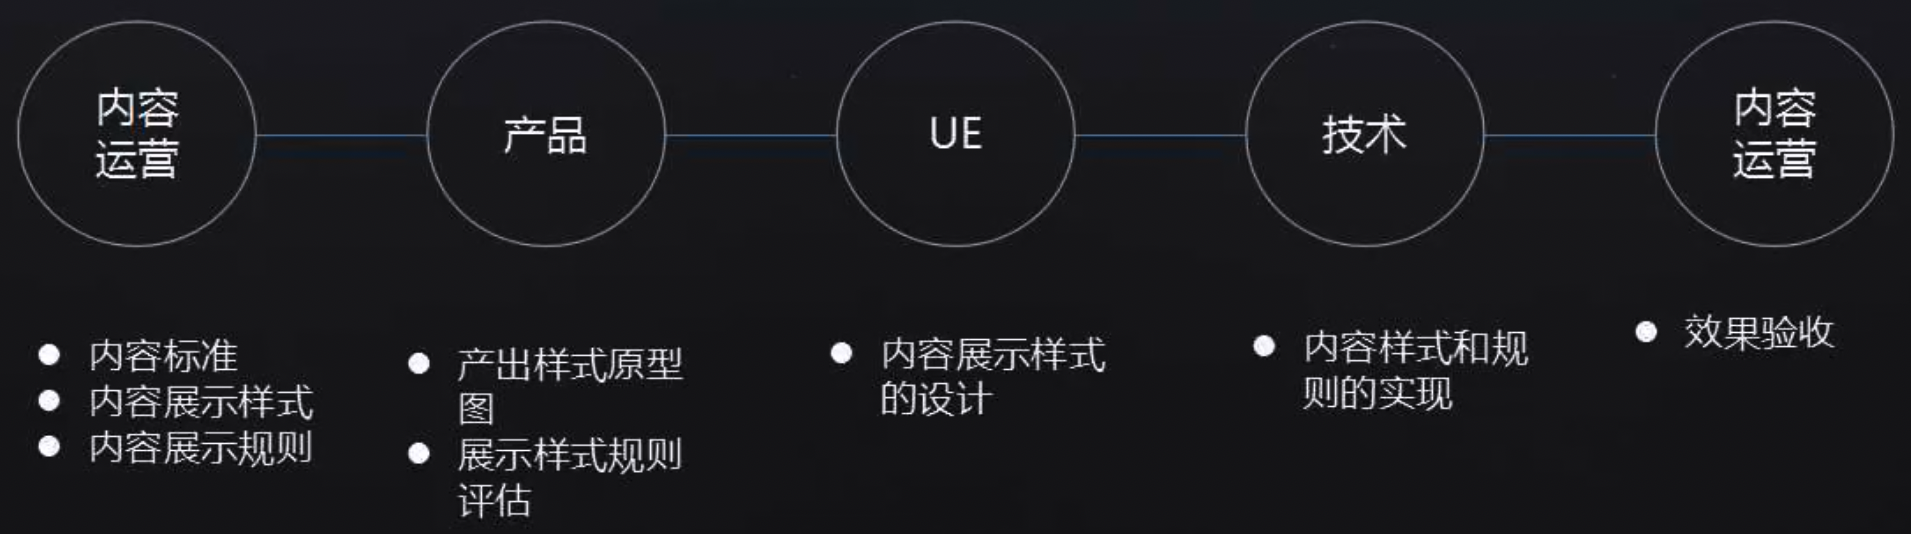 内容
运营
产品
UE
技术
内容
运营
内容标准
内容展示样式
内容展示规则
产出样式原型
图
展示样式规则
评估
内容展示样式
的设计
内容样式和规
则的实现
效果验收